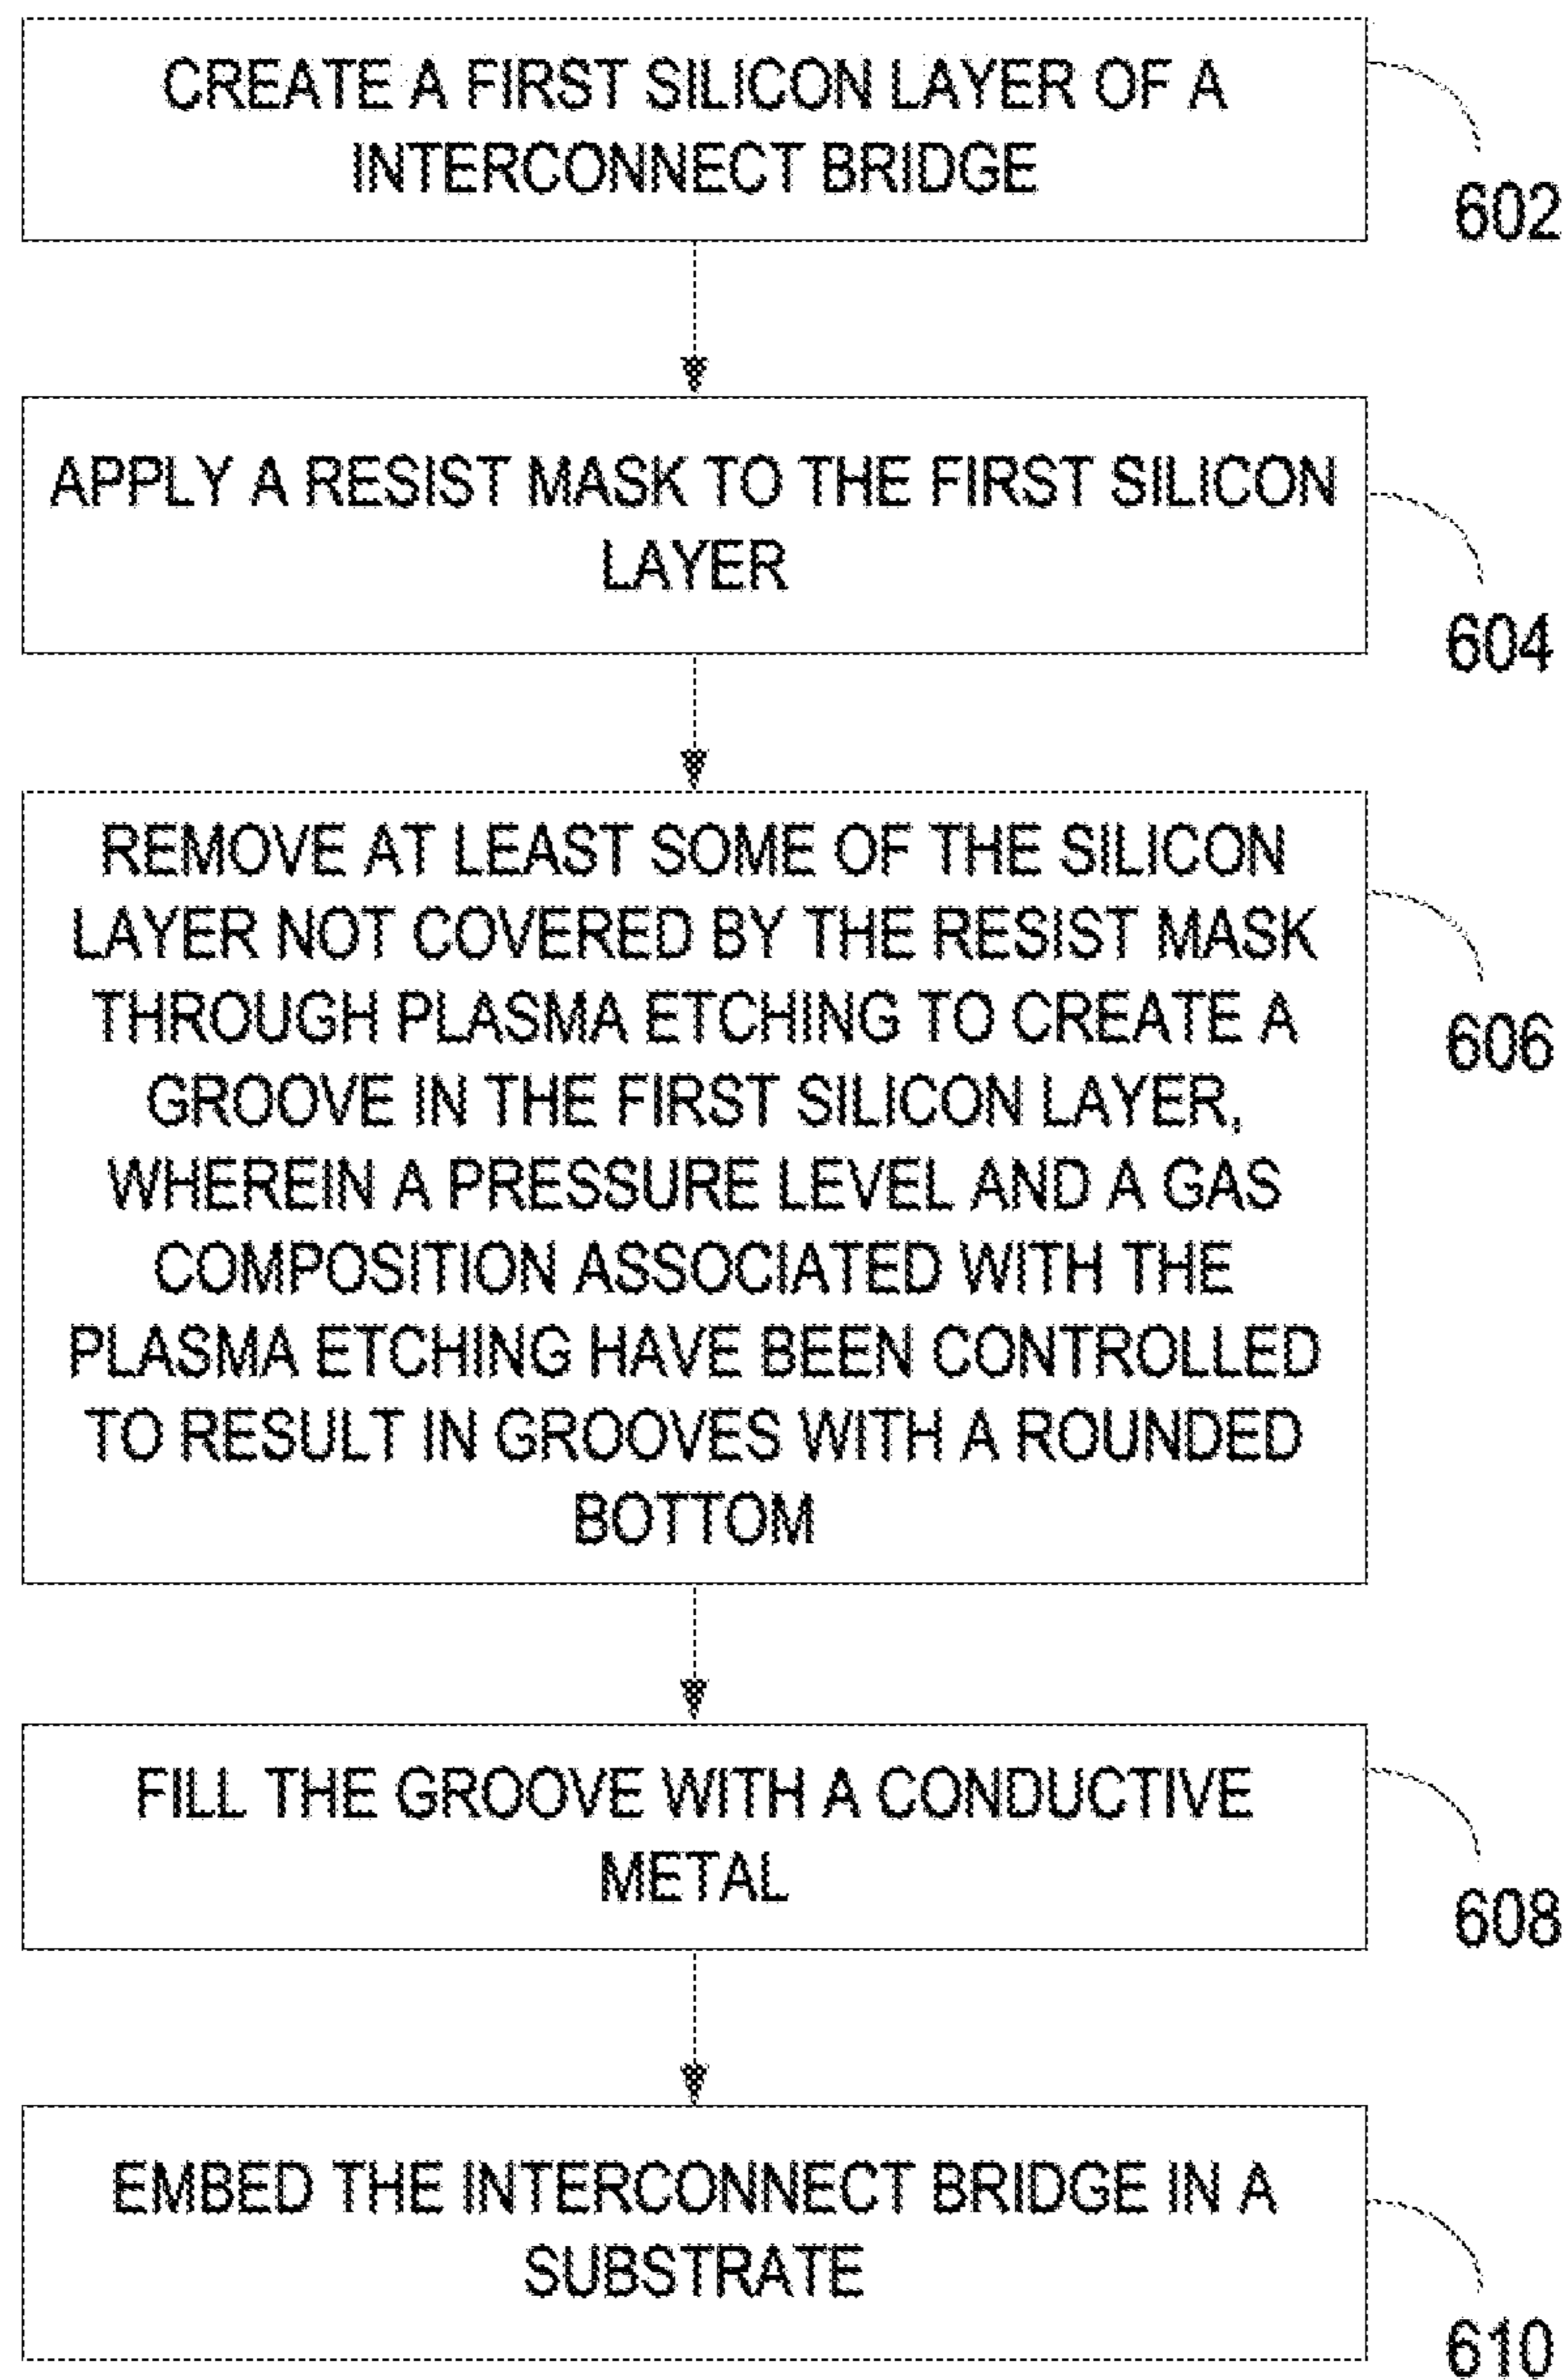 CREATE A FIRST SILICON LAYER OF A
INTERCONNECT BRIDGE
602
APPLY A RESIST MASK TO THE FIRST SILICON
LAYER
604
REMOVE AT LEAST SOME OF THE SILICON
LAYER NOT COVERED BY THE RESIST MASK
THROUGH PLASMA ETCHING TO CREATE A
GROOVE IN THE FIRST SILICON LAYER,
WHEREIN A PRESSURE LEVEL AND A GAS
COMPOSITION ASSOCIATED WITH THE
PLASMA ETCHING HAVE BEEN CONTROLLED
TO RESULT IN GROOVES WITH A ROUNDED
BOTTOM
606
FILL THE GROOVE WITH A CONDUCTIVE
METAL
608
EMBED THE INTERCONNECT BRIDGE IN A
SUBSTRATE
610